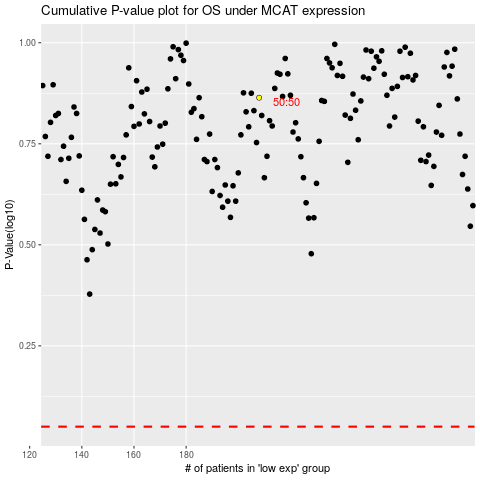 Cumulative P-value plot for OS under MCAT expression
1.00
0.75
0.50
0.25
P-Value(log10)
50:50
120 140 160 180
# of patients in 'low exp' group